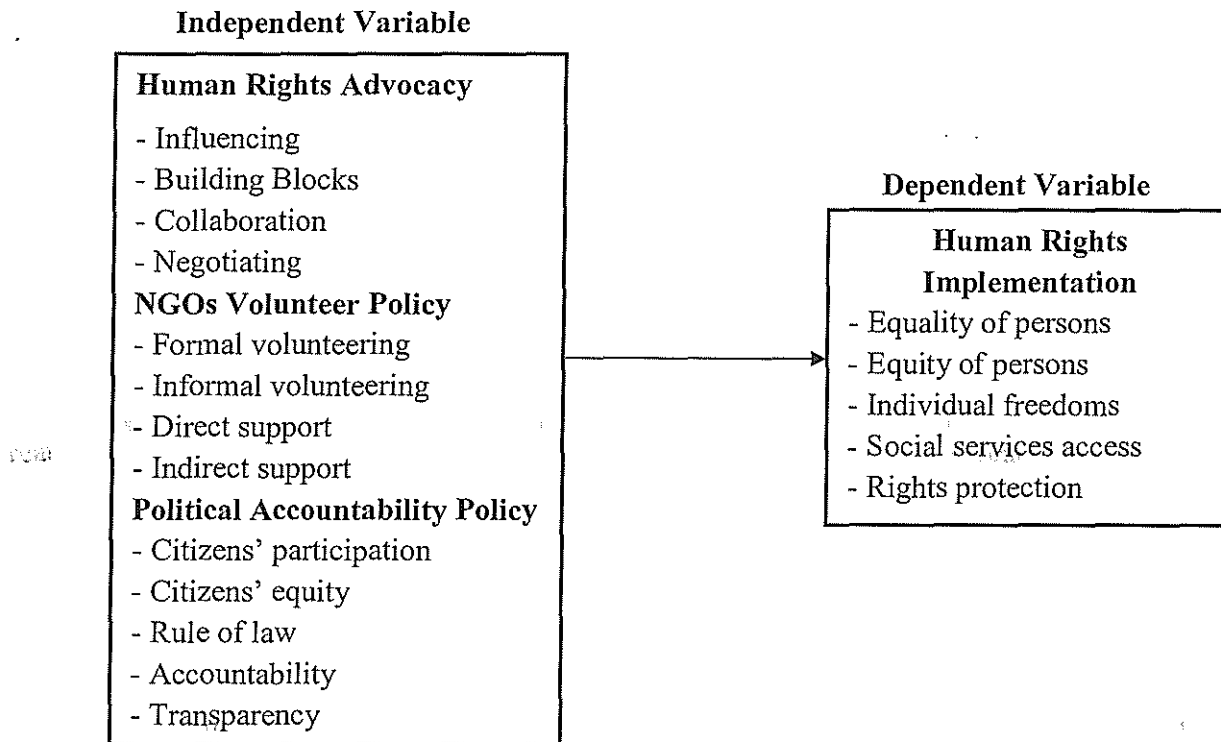 Independent Variable
Human Rights Advocacy
- Influencing
- Building Blocks
- Collaboration
- Negotiating
NGOs Volunteer Policy
- Formal volunteering
- Informal volunteering
- Direct support
- Indirect support
Political Accountability Policy
- Citizens’ participation
- Citizens’ equity
- Rule of law
- Accountability
- Transparency
Dependent Variable
Human Rights
Implementation
- Equality of persons
- Equity of persons
- Individual freedoms
- Social services access
- Rights protection